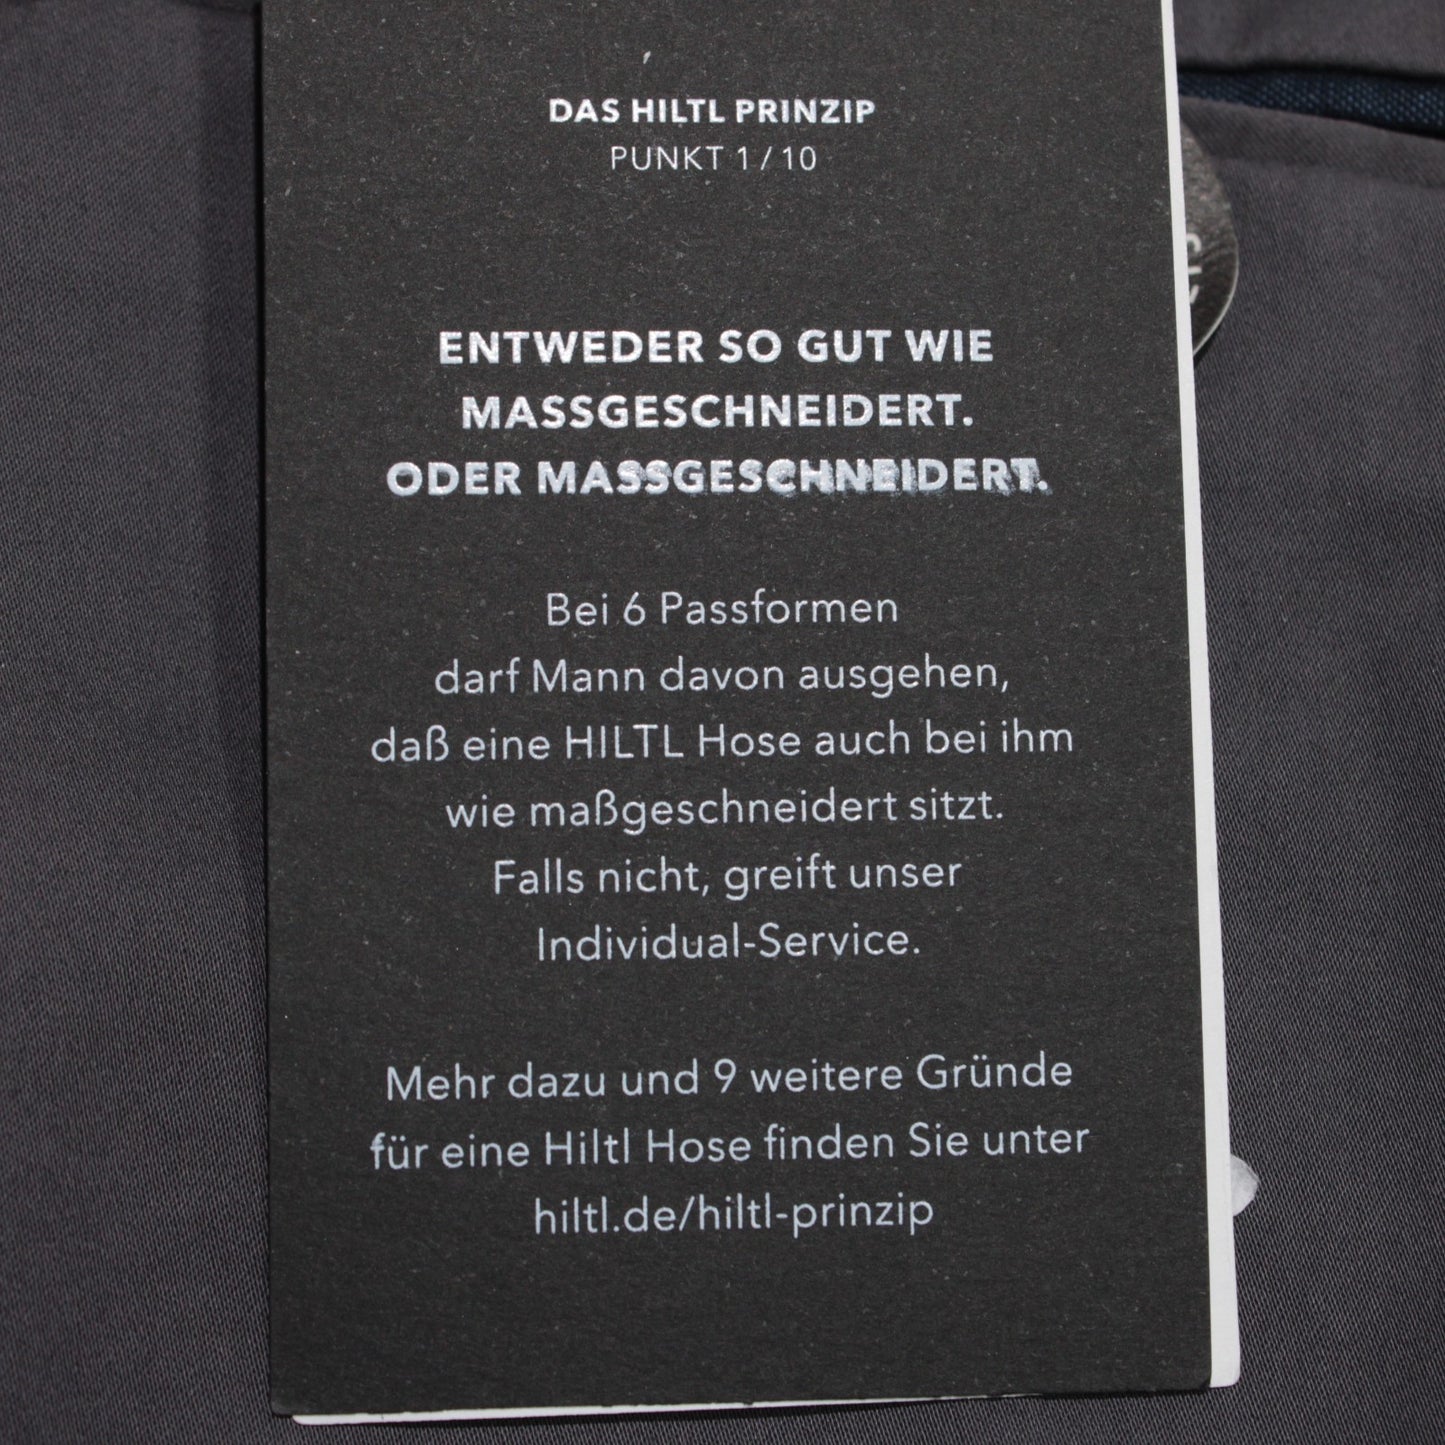 DAS HILTL PRINZIP
PUNKT 1 / 10
ENTWEDER SO GUT WIE
MASSGESCHNEIDERT.
ODER MASSGESCHNEIDERT.
Bei 6 Passformen
darf Mann davon ausgehen,
daß eine HILTL Hose auch bei ihm
wie maßgeschneidert sitzt.
Falls nicht, greift unser
Individual-Service.
Mehr dazu und 9 weitere Gründe
für eine Hiltl Hose finden Sie unter
hiltl.de/hiltl-prinzip